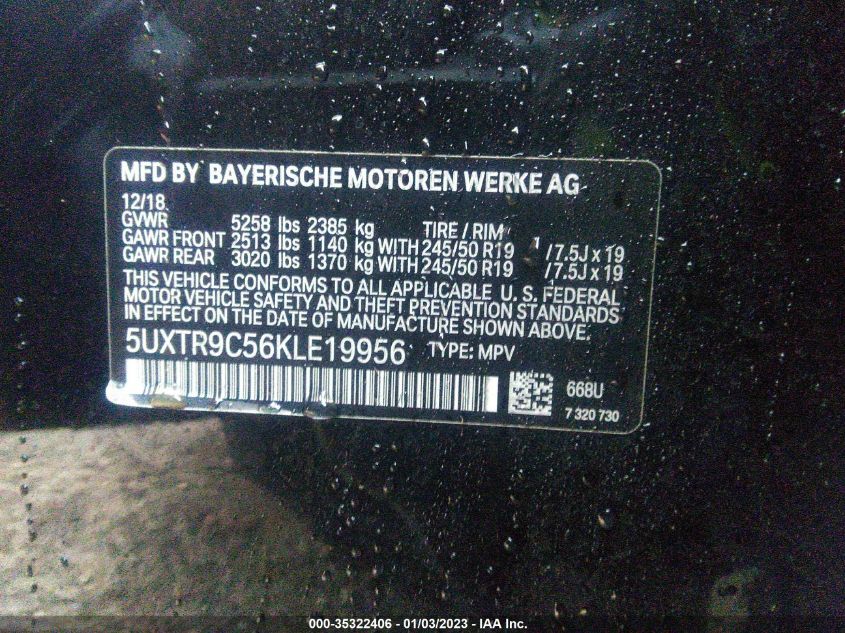 MFD BY BAYERISCHE MOTOREN WERKE AG
12/18
GVWR 5258 lbs 2385 kg TIRE / RIM
GAWR FRONT 2513 lbs 1140 kg WITH 245/50 R19 / 7.5J x 19
GAWR REAR 3020 lbs 1370 kg WITH 245/50 R19 / 7.5J x 19
THIS VEHICLE CONFORMS TO ALL APPLICABLE U. S. FEDERAL
MOTOR VEHICLE SAFETY AND THEFT PREVENTION STANDARDS
IN EFFECT ON THE DATE OF MANUFACTURE SHOWN ABOVE.
5UXTR9C56KLE19956 TYPE: MPV
668U
7 320 730
000-35322406 - 01/03/2023 - IAA Inc.